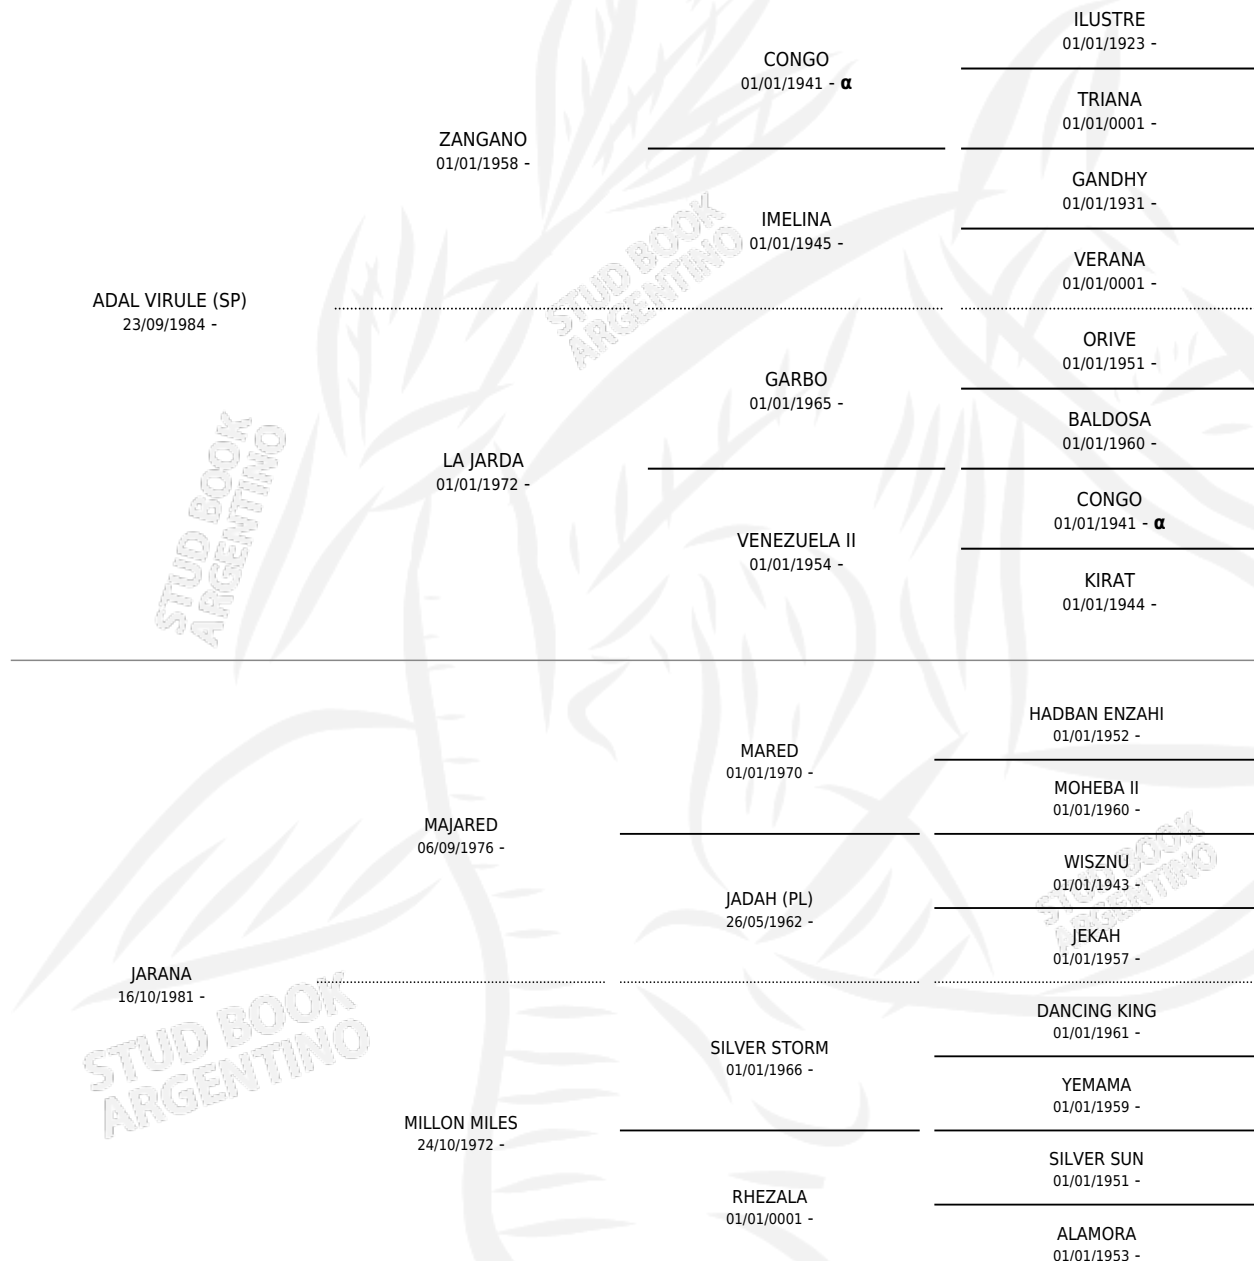 ILUSTRE
01/01/1923 -
CONGO
01/01/1941 - α
TRIANA
01/01/0001 -
ZANGANO
01/01/1958 -
GANDHY
01/01/1931 -
IMELINA
01/01/1945 -
VERANA
01/01/0001 -
ADAL VIRULE (SP)
23/09/1984 -
STUD BOOK
ARGENTINO
ORIVE
01/01/1951 -
GARBO
01/01/1965 -
BALDOSA
01/01/1960 -
LA JARDA
01/01/1972 -
CONGO
01/01/1941 - α
VENEZUELA II
01/01/1954 -
KIRAT
01/01/1944 -
STUD BOOK
ARGENTINO
HADBAN ENZAHI
01/01/1952 -
MARED
01/01/1970 -
MOHEBA II
01/01/1960 -
MAJARED
06/09/1976 -
WISZNU
01/01/1943 -
JADAH (PL)
26/05/1962 -
JEKAH
01/01/1957 -
STUD BOOK
ARGENTINO
JARANA
16/10/1981 -
DANCING KING
01/01/1961 -
SILVER STORM
01/01/1966 -
YEMAMA
01/01/1959 -
STUD BOOK
ARGENTINO
MILLON MILES
24/10/1972 -
SILVER SUN
01/01/1951 -
RHEZALA
01/01/0001 -
ALAMORA
01/01/1953 -